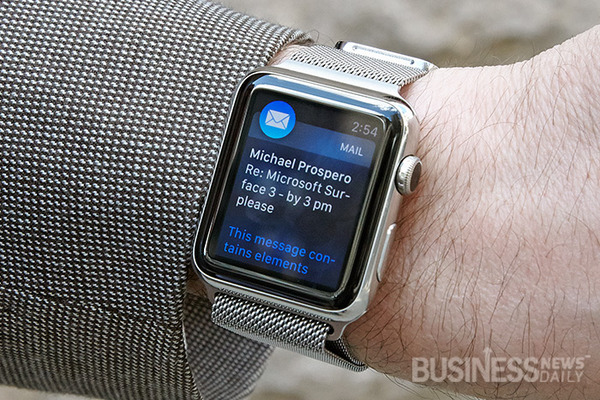 2:54
MAIL
Michael Prospero
Re: Microsoft Sur-
face 3 - by 3 pm
please
This message con-
tains elements
BUSINESS NEWS DAILY